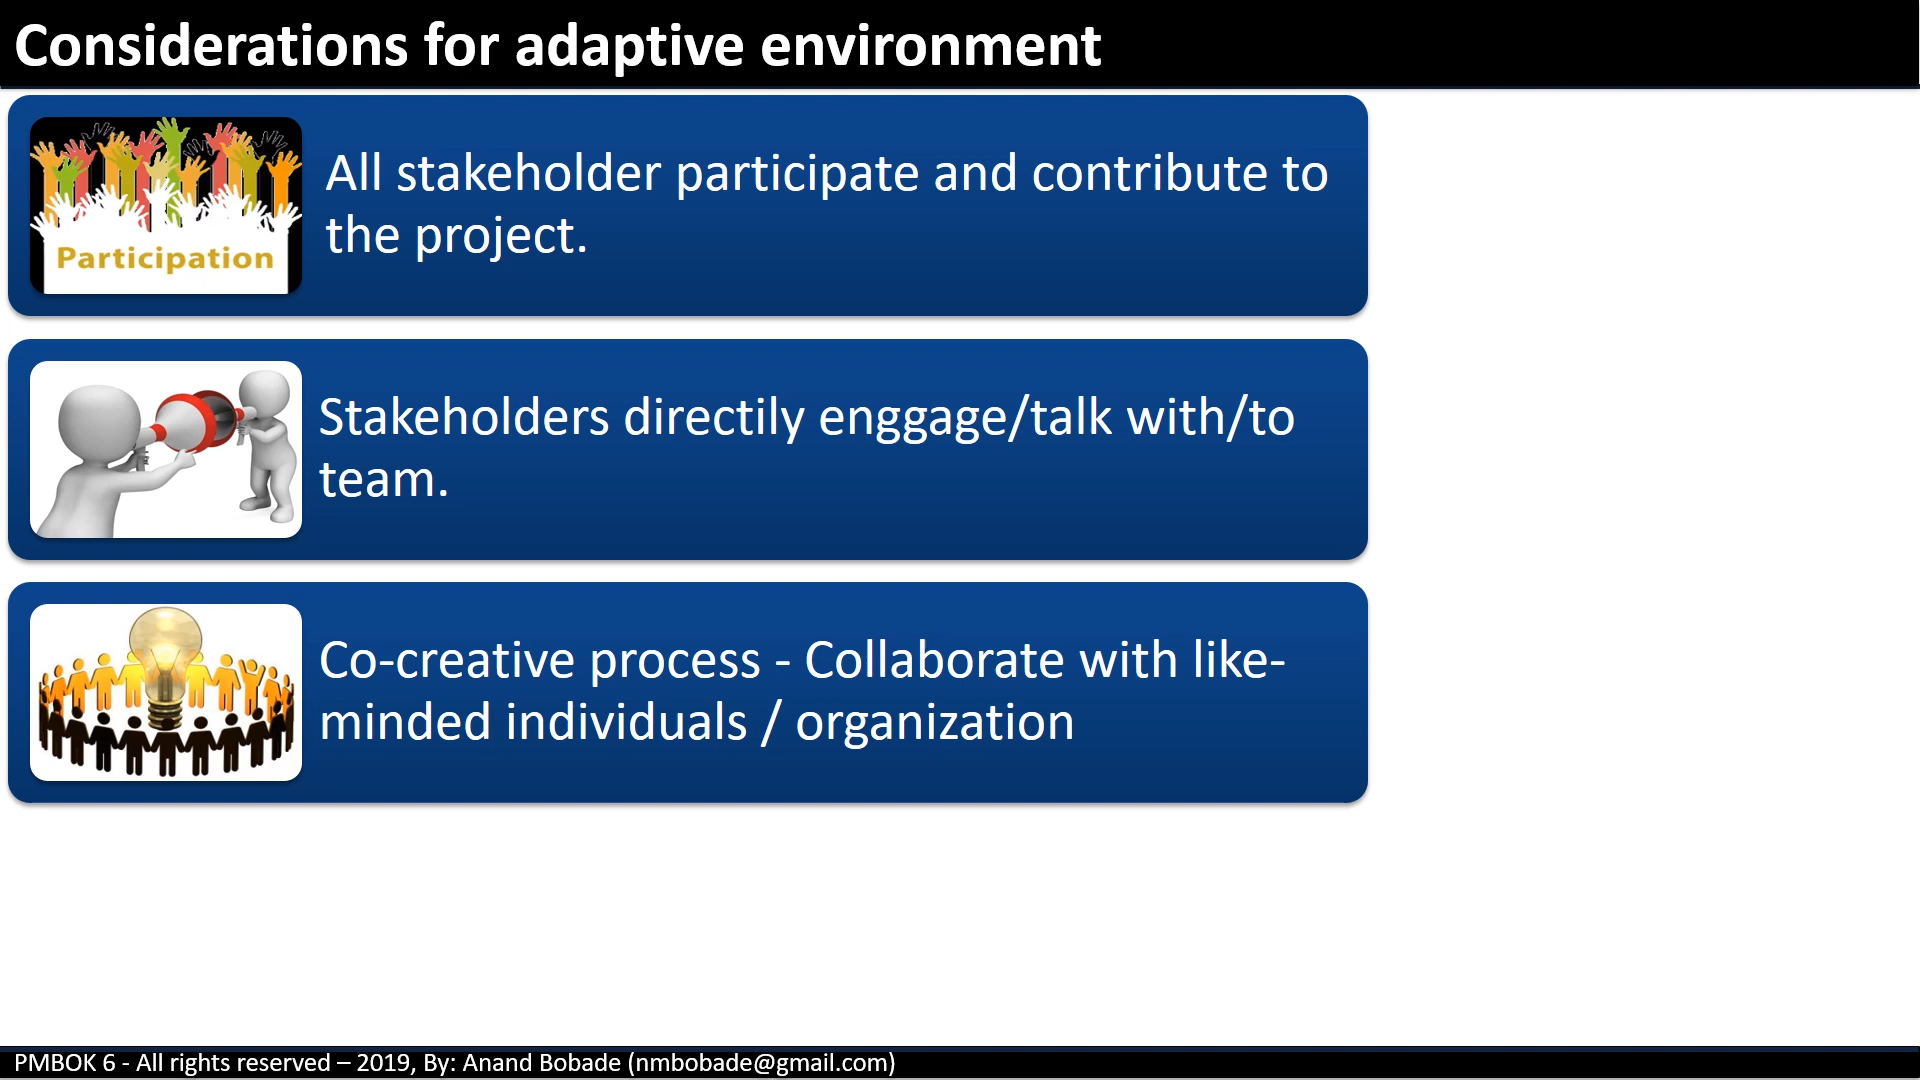 Considerations for adaptive environment
Participation
All stakeholder participate and contribute to
the project.
Stakeholders directily enggage/talk with/to
team.
Co-creative process - Collaborate with like-
minded individuals / organization
PMBOK 6 - All rights reserved – 2019, By: Anand Bobade (nmbobade@gmail.com)